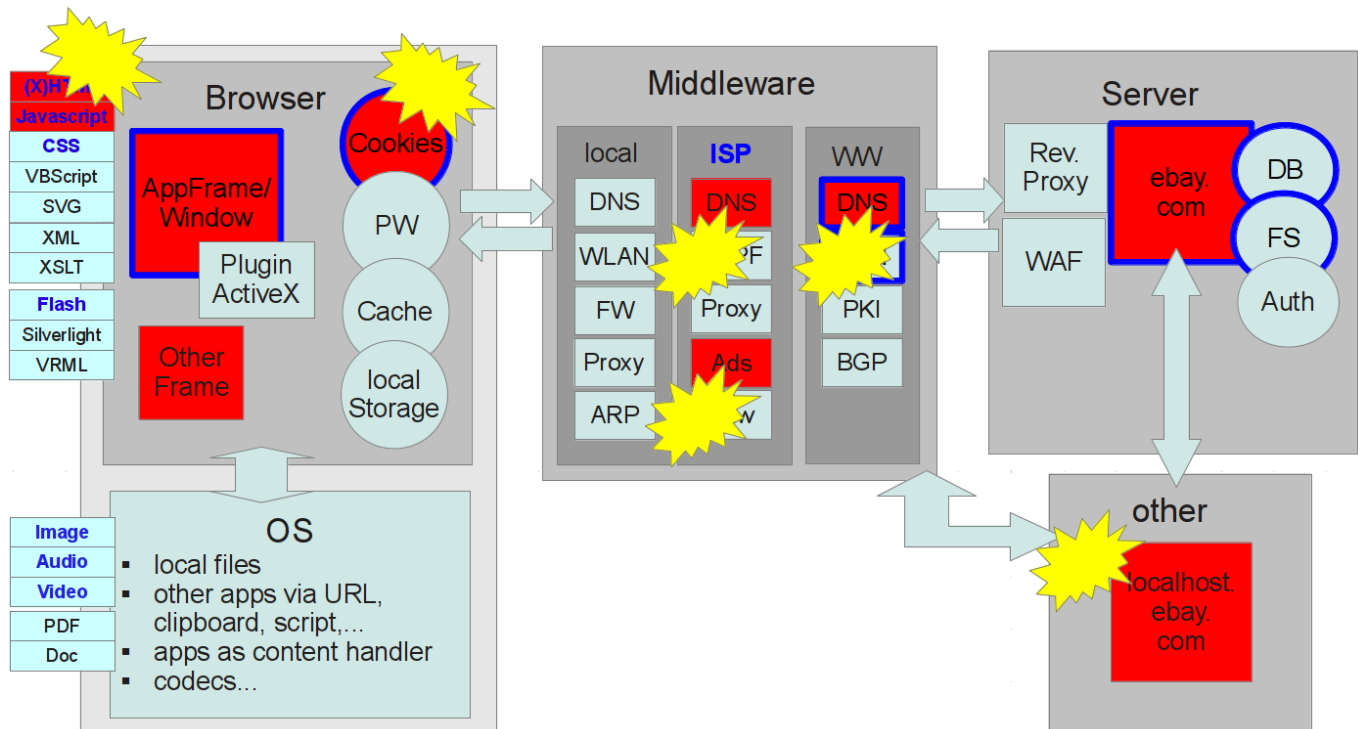 (X)HT
Javascript
CSS
VBScript
SVG
XML
XSLT
Flash
Silverlight
VRML
Browser
AppFrame/
Window
Plugin
ActiveX
Other
Frame
Cookies
PW
Cache
local
Storage
Image
Audio
Video
PDF
Doc
OS
▪ local files
▪ other apps via URL,
clipboard, script,...
▪ apps as content handler
▪ codecs...
Middleware
local
DNS
WLAN
FW
Proxy
ARP
ISP
DNS
Proxy
Ads
WW
DNS
PKI
BGP
Server
Rev.
Proxy
WAF
ebay.
com
DB
FS
Auth
other
localhost.
ebay.
com